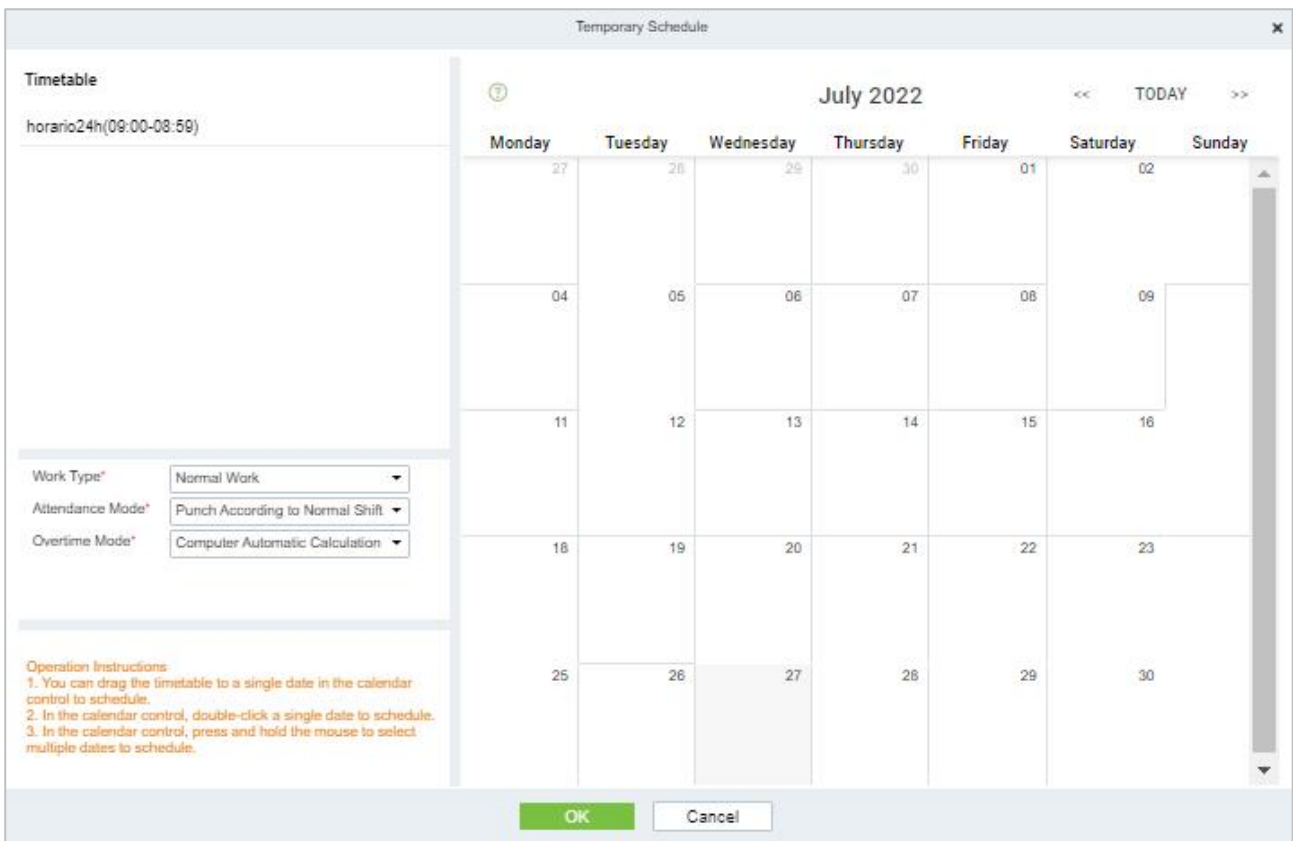 Temporary Schedule ×
Timetable
horario24h(09:00-08:59)
Work Type* Normal Work
Attendance Mode* Punch According to Normal Shift
Overtime Mode* Computer Automatic Calculation
Operation Instructions
1. You can drag the timetable to a single date in the calendar
control to schedule.
2. In the calendar control, double-click a single date to schedule.
3. In the calendar control, press and hold the mouse to select
multiple dates to schedule.
? July 2022 << TODAY >>
Monday Tuesday Wednesday Thursday Friday Saturday Sunday
27 28 29 30 01 02
04 05 06 07 08 09
11 12 13 14 15 16
18 19 20 21 22 23
25 26 27 28 29 30
OK Cancel